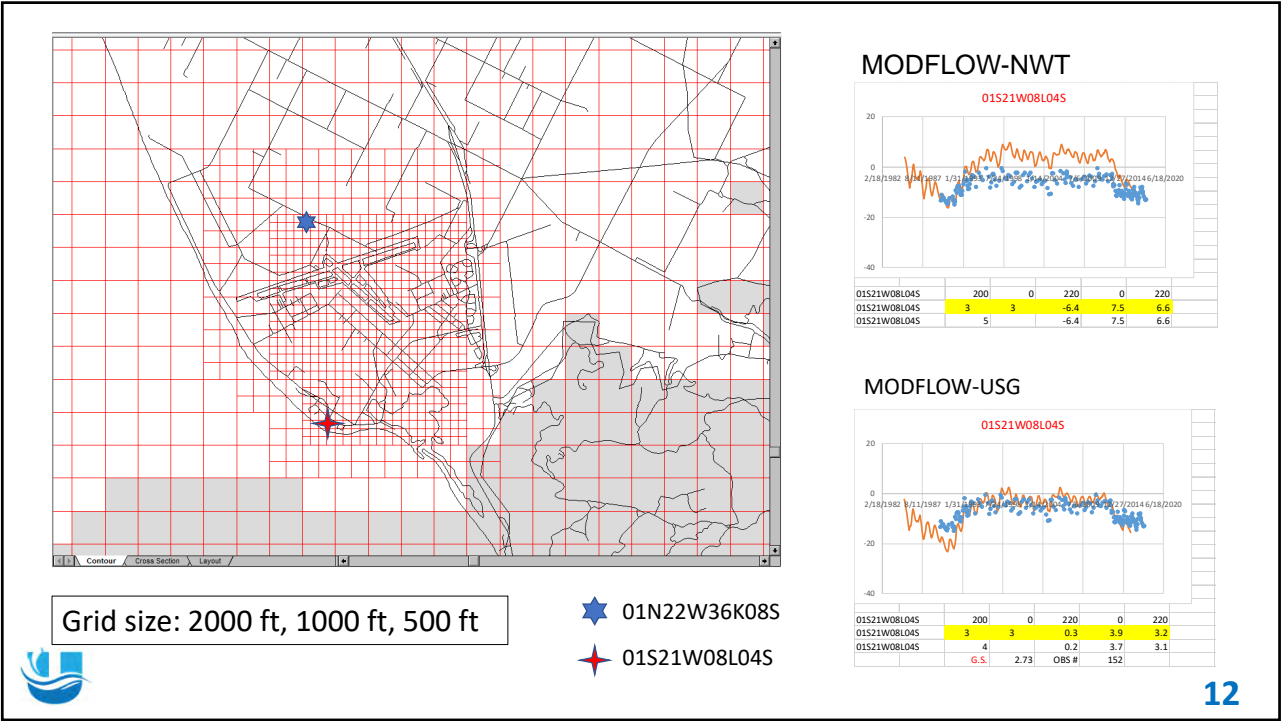 Contour Cross Section Layout
Grid size: 2000 ft, 1000 ft, 500 ft
01N22W36K08S
01S21W08L04S
MODFLOW-NWT
01S21W08L04S
20
0
2/18/1982 8/11/1987
6/18/2020
-20
-40
01S21W08L04S 200 0 220 0 220
01S21W08L04S 3 3 -6.4 7.5 6.6
01S21W08L04S 5 -6.4 7.5 6.6
MODFLOW-USG
01S21W08L04S
20
0
2/18/1982 8/11/1987
6/18/2020
-20
-40
01S21W08L04S 200 0 220 0 220
01S21W08L04S 3 3 0.3 3.9 3.2
01S21W08L04S 4 0.2 3.7 3.1
G.S. 2.73 OBS # 152
12